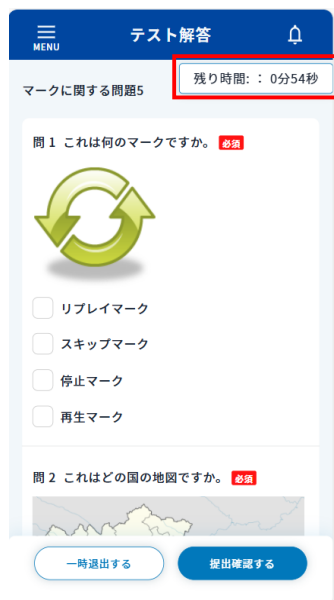 MENU
テスト解答
マークに関する問題5
残り時間: : 0分54秒
問 1 これは何のマークですか。 必須
リプレイマーク
スキップマーク
停止マーク
再生マーク
問 2 これはどの国の地図ですか。 必須
一時退出する
提出確認する